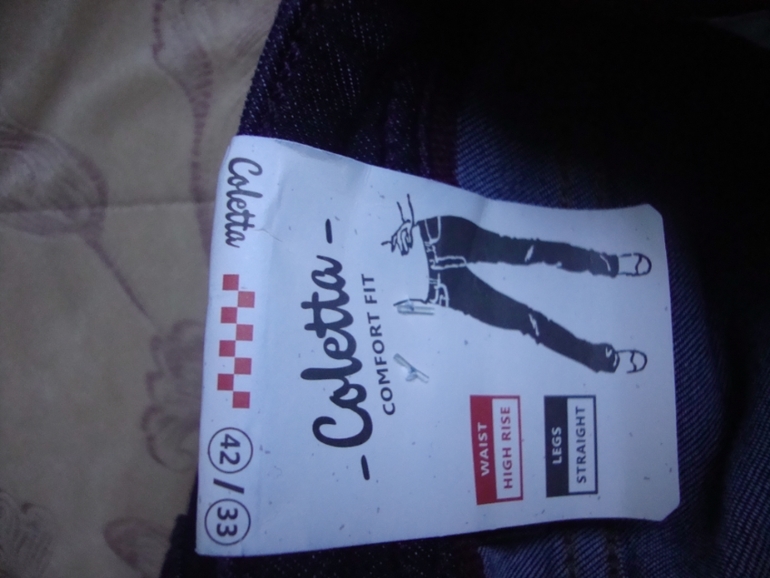 Coletta
42 / 33
- Coletta -
COMFORT FIT
WAIST
HIGH RISE
LEGS
STRAIGHT